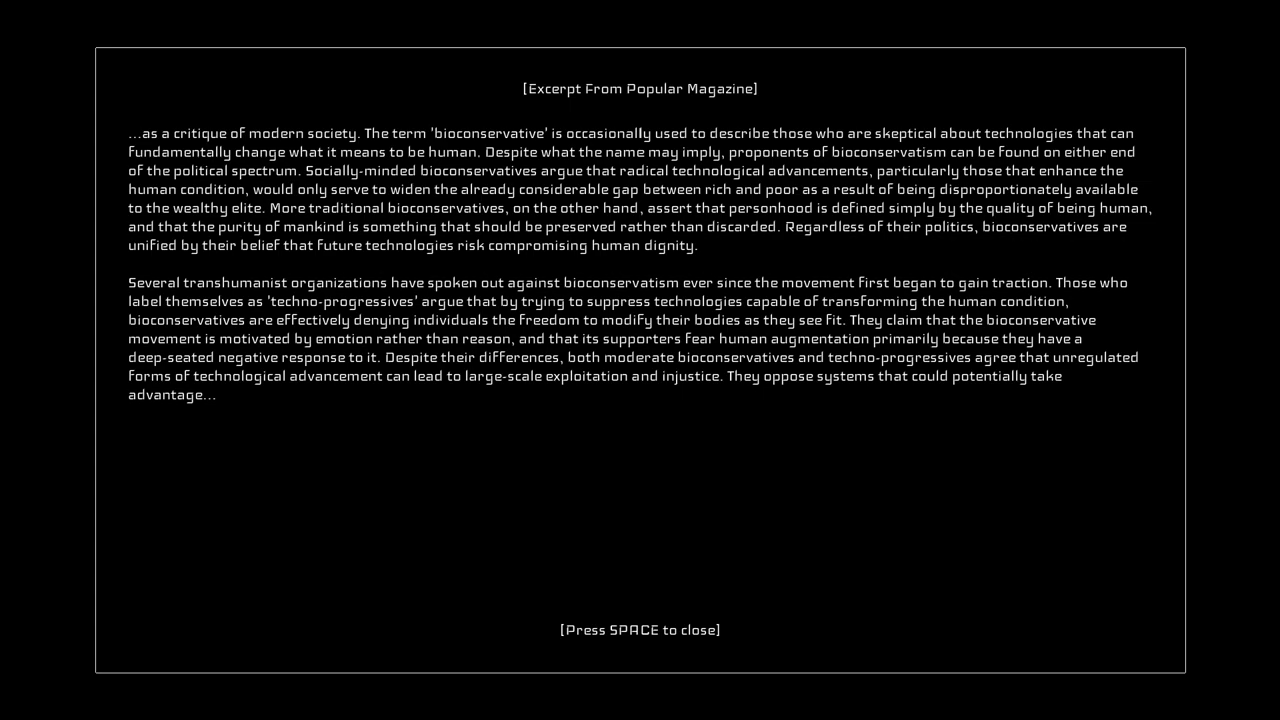 [Excerpt From Popular Magazine]
...as a critique of modern society. The term 'bioconservative' is occasionally used to describe those who are skeptical about technologies that can
fundamentally change what it means to be human. Despite what the name may imply, proponents of bioconservatism can be found on either end
of the political spectrum. Socially-minded bioconservatives argue that radical technological advancements, particularly those that enhance the
human condition, would only serve to widen the already considerable gap between rich and poor as a result of being disproportionately available
to the wealthy elite. More traditional bioconservatives, on the other hand, assert that personhood is defined simply by the quality of being human,
and that the purity of mankind is something that should be preserved rather than discarded. Regardless of their politics, bioconservatives are
unified by their belief that future technologies risk compromising human dignity.
Several transhumanist organizations have spoken out against bioconservatism ever since the movement first began to gain traction. Those who
label themselves as 'techno-progressives' argue that by trying to suppress technologies capable of transforming the human condition,
bioconservatives are effectively denying individuals the freedom to modify their bodies as they see fit. They claim that the bioconservative
movement is motivated by emotion rather than reason, and that its supporters fear human augmentation primarily because they have a
deep-seated negative response to it. Despite their differences, both moderate bioconservatives and techno-progressives agree that unregulated
forms of technological advancement can lead to large-scale exploitation and injustice. They oppose systems that could potentially take
advantage...
[Press SPACE to close]